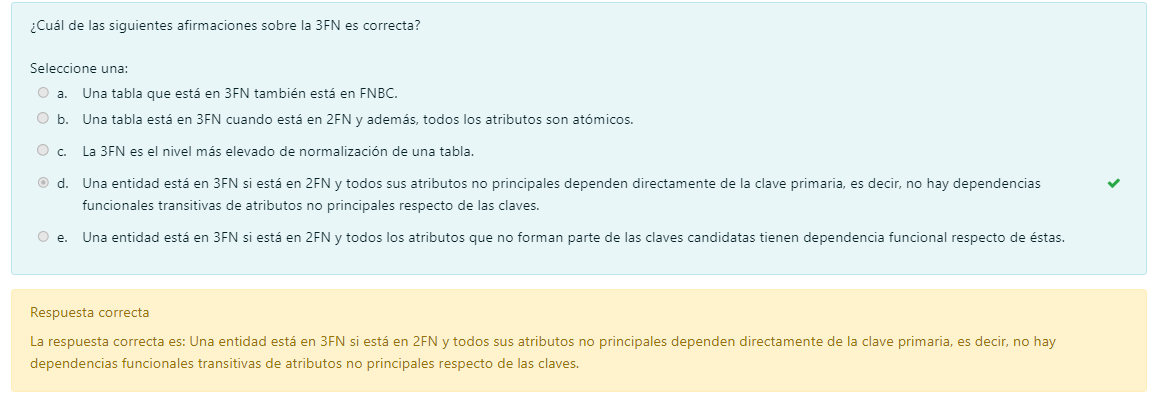 ¿Cuál de las siguientes afirmaciones sobre la 3FN es correcta?
Seleccione una:
a. Una tabla que está en 3FN también está en FNBC.
b. Una tabla está en 3FN cuando está en 2FN y además, todos los atributos son atómicos.
c. La 3FN es el nivel más elevado de normalización de una tabla.
d. Una entidad está en 3FN si está en 2FN y todos sus atributos no principales dependen directamente de la clave primaria, es decir, no hay dependencias
funcionales transitivas de atributos no principales respecto de las claves.
e. Una entidad está en 3FN si está en 2FN y todos los atributos que no forman parte de las claves candidatas tienen dependencia funcional respecto de éstas.
Respuesta correcta
La respuesta correcta es: Una entidad está en 3FN si está en 2FN y todos sus atributos no principales dependen directamente de la clave primaria, es decir, no hay
dependencias funcionales transitivas de atributos no principales respecto de las claves.